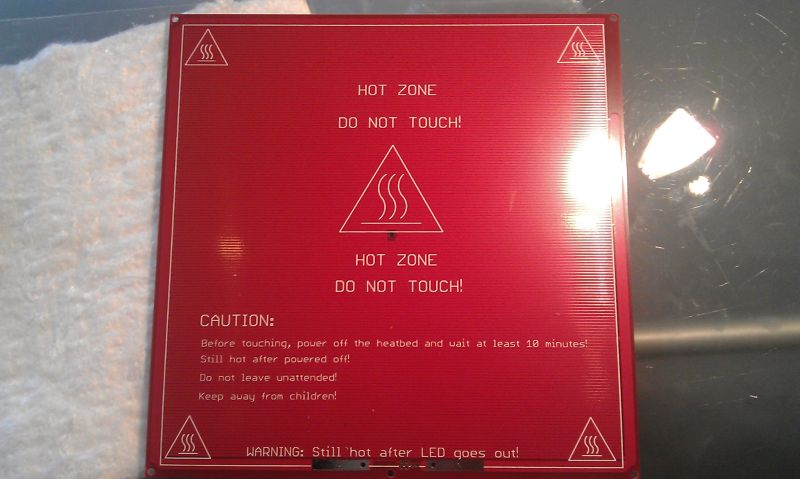 HOT ZONE
DO NOT TOUCH!
HOT ZONE
DO NOT TOUCH!
CAUTION:
Before touching, power off the heatbed and wait at least 10 minutes!
Still hot after powered off!
Do not leave unattended!
Keep away from children!
WARNING: Still hot after LED goes out!